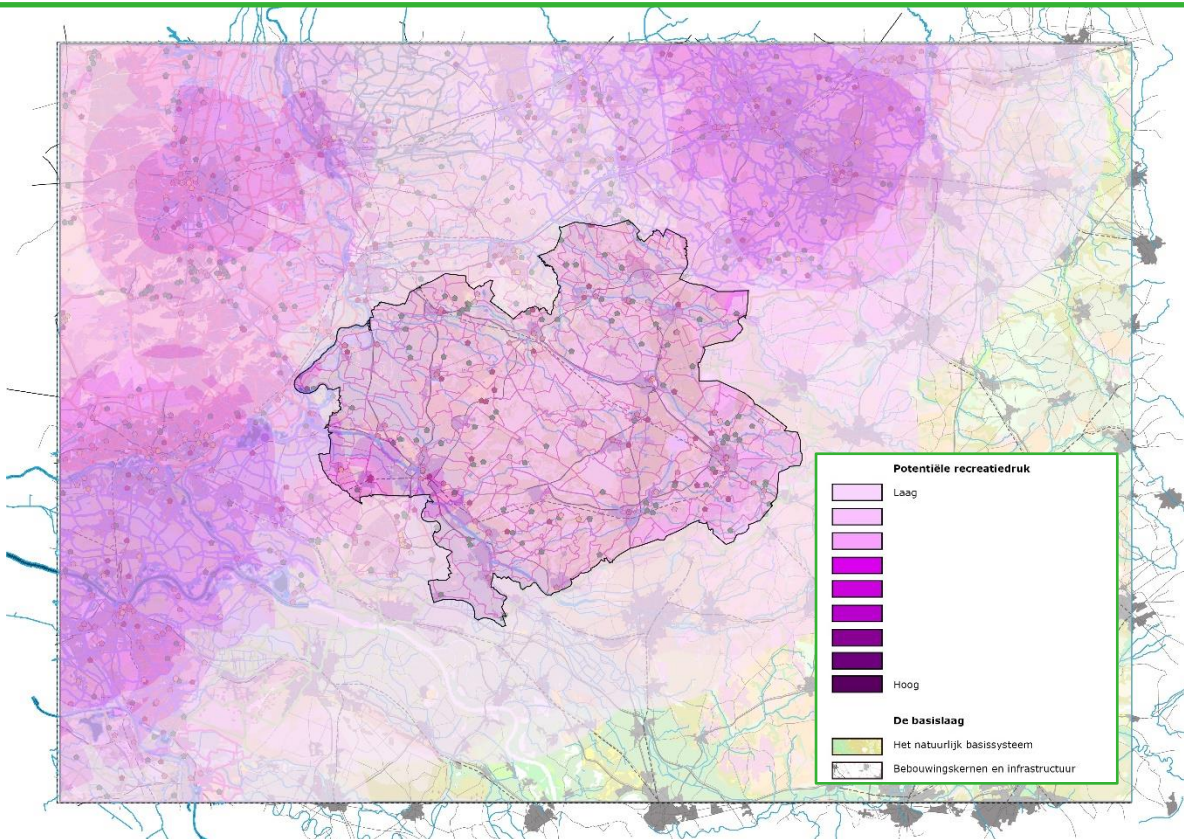 Potentiële recreatiedruk
Laag
Hoog
De basislaag
Het natuurlijk basissysteem
Bebouwingskernen en infrastructuur